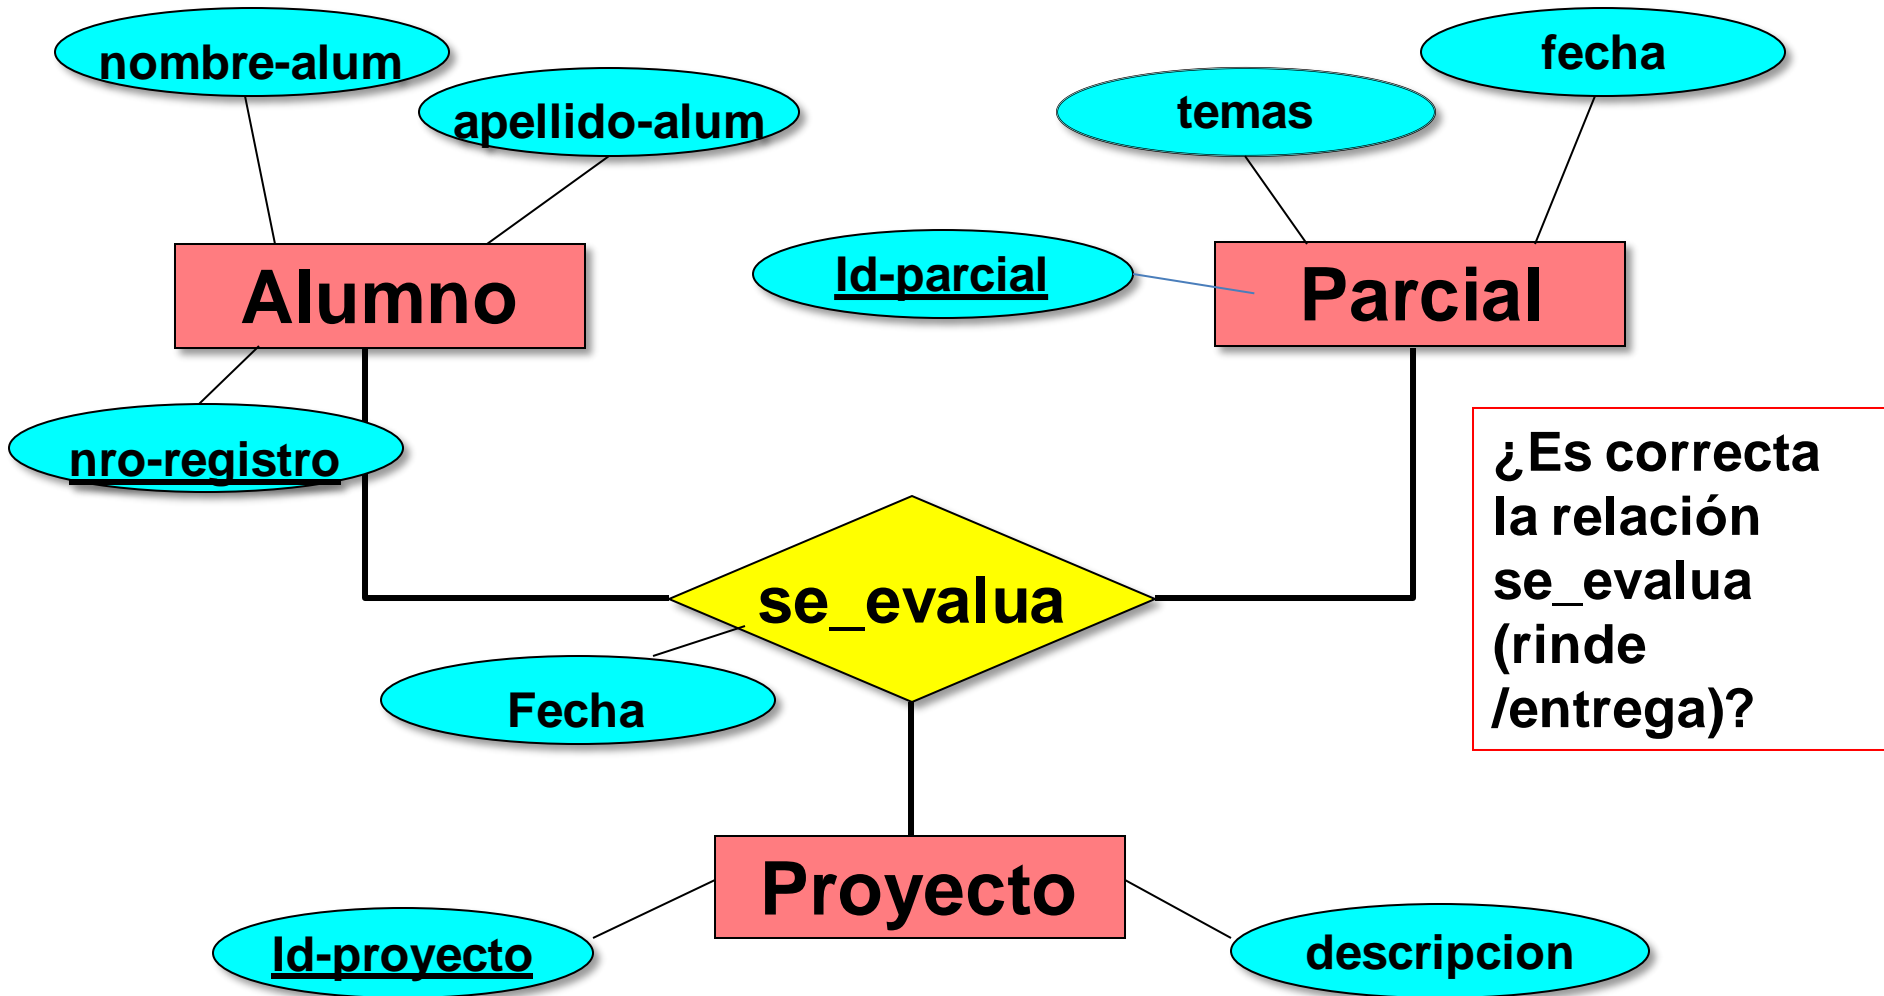 nombre-alum
apellido-alum
temas
fecha
Id-parcial
Alumno
Parcial
nro-registro
¿Es correcta
la relación
se_evalua
(rinde
/entrega)?
se_evalua
Fecha
Proyecto
Id-proyecto
descripcion